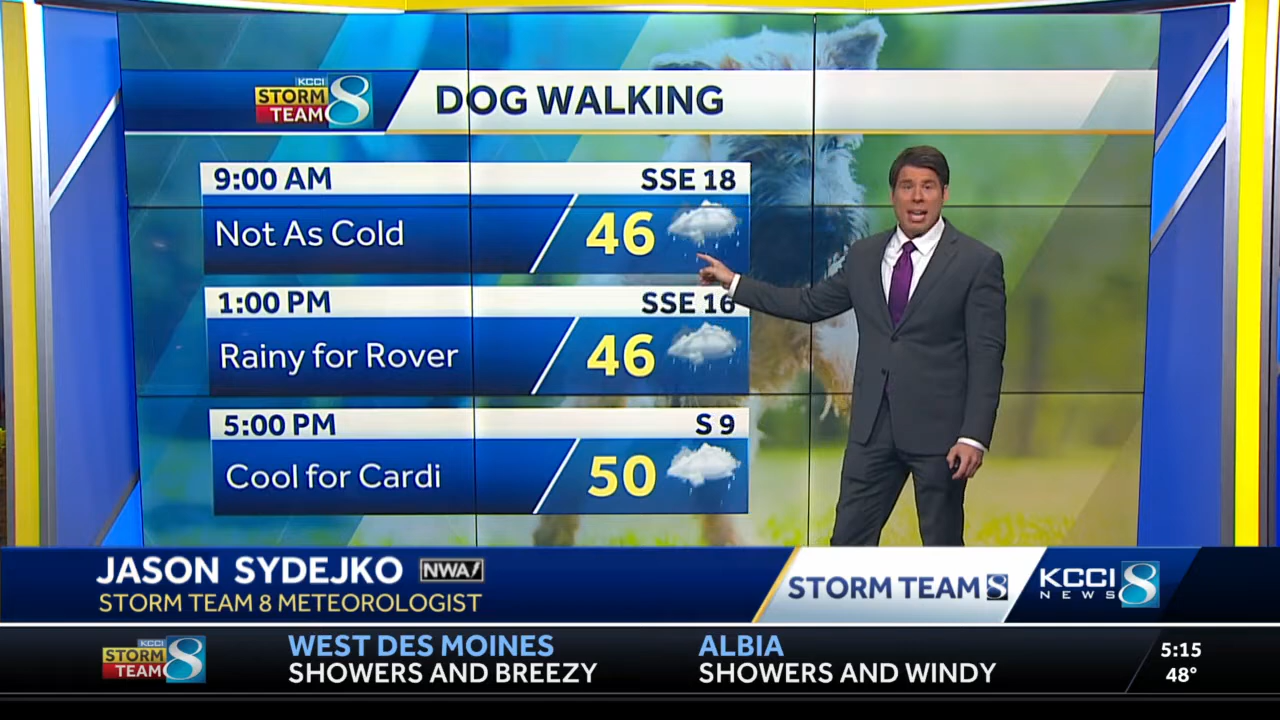 KCCI
STORM
TEAM 8
DOG WALKING
9:00 AM SSE 18
Not As Cold 46
1:00 PM SSE 16
Rainy for Rover 46
5:00 PM S 9
Cool for Cardi 50
JASON SYDEJKO NWA
STORM TEAM 8 METEOROLOGIST
STORM TEAM 8
KCCI 8
NEWS
KCCI
STORM
TEAM 8
WEST DES MOINES
SHOWERS AND BREEZY
ALBIA
SHOWERS AND WINDY
5:15
48°